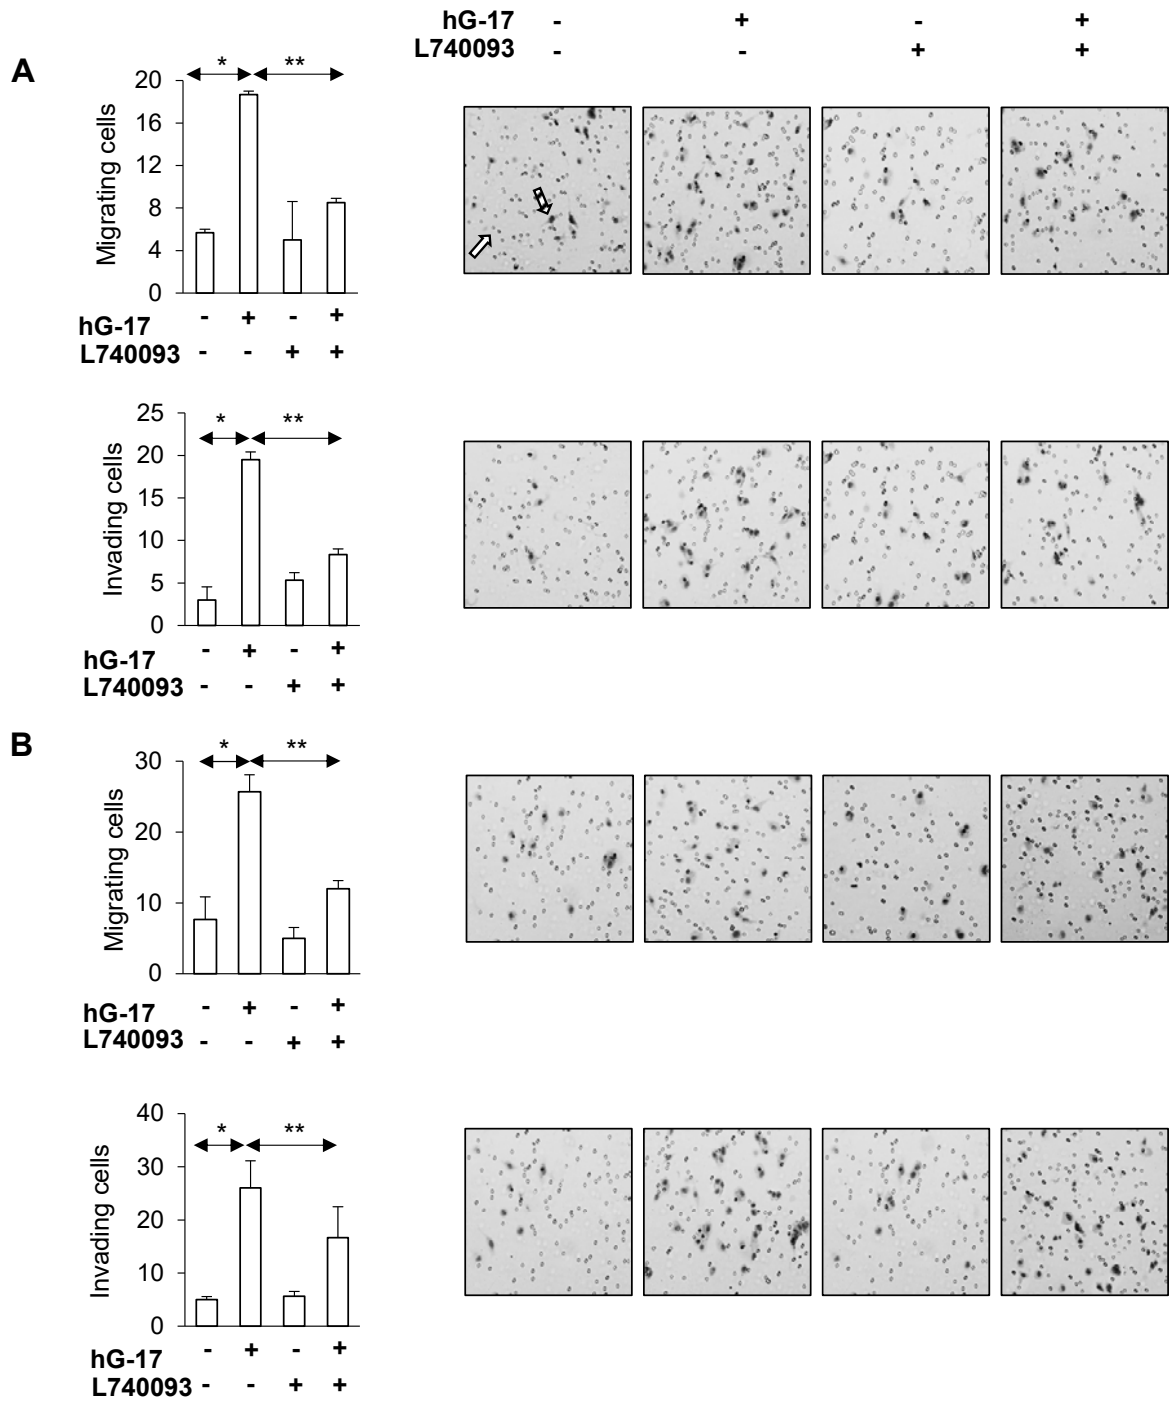 hG-17 - + - +
L740093 - - + +
A
* **
20
16
12
8
4
0
Migrating cells
hG-17 - + - +
L740093 - - + +
* **
25
20
15
10
5
0
Invading cells
hG-17 - + - +
L740093 - - + +
B
* **
30
20
10
0
Migrating cells
hG-17 - + - +
L740093 - - + +
* **
40
30
20
10
0
Invading cells
hG-17 - + - +
L740093 - - + +